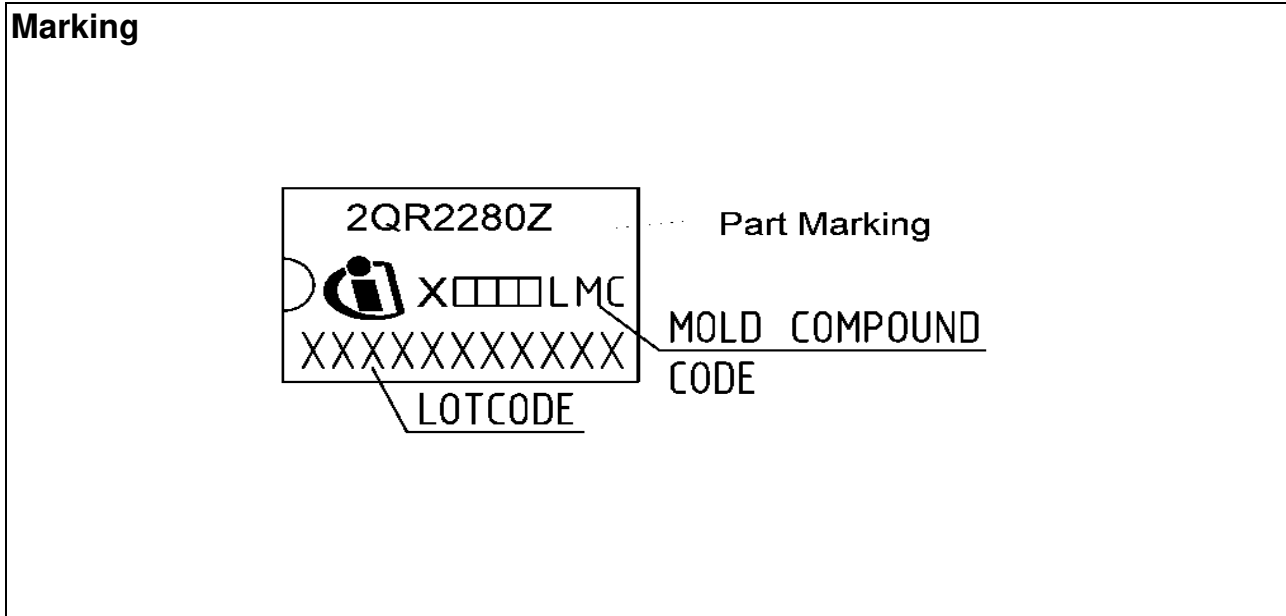 Marking
2QR2280Z
Part Marking
X□□□□LMC
MOLD COMPOUND
CODE
XXXXXXXXXXX
LOTCODE